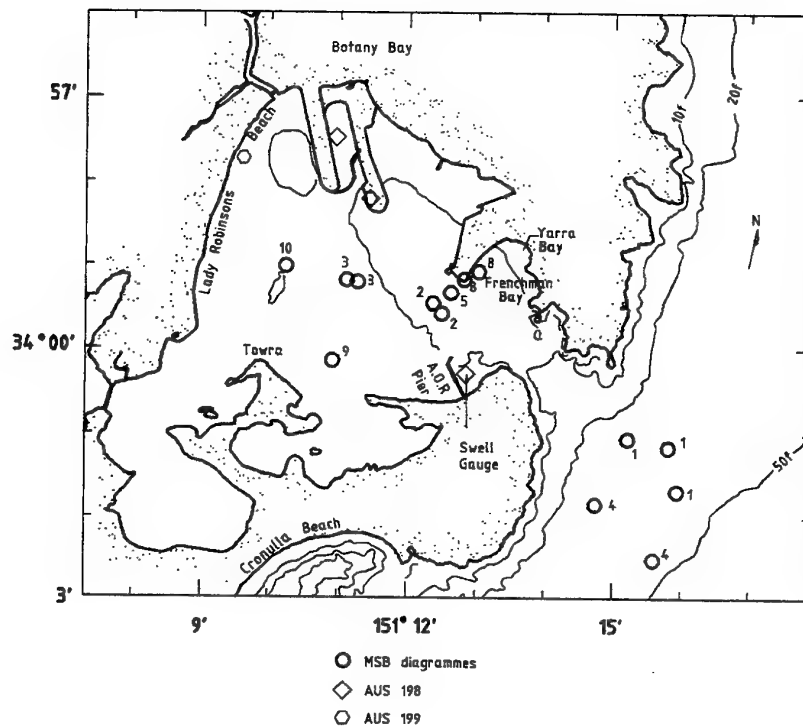 Botany Bay
57'
10f
20f
Lady Robinsons Beach
N
Yarra
Bay
10
3
3
8
8
Frenchman
Bay
5
2
2
34° 00'
Towra
9
A.O.R
Pier
Swell
Gauge
1
1
1
4
4
50f
Cronulla Beach
3'
9'
151° 12'
15'
MSB diagrammes
AUS 198
AUS 199